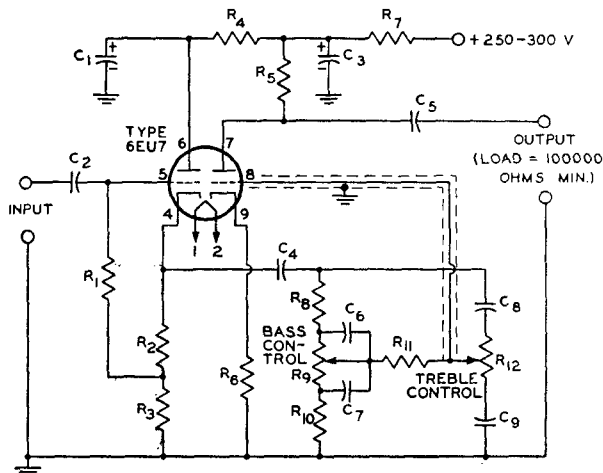 R4
R7
C1
+
−
+
−
C3
+250-300 V
R5
C5
TYPE
6EU7
6
7
OUTPUT
(LOAD = 100000
OHMS MIN.)
C2
5
8
INPUT
4
9
1
2
C4
R1
R8
C6
C8
BASS
CON-
TROL
R11
R2
R9
R12
R6
TREBLE
CONTROL
C7
R3
R10
C9